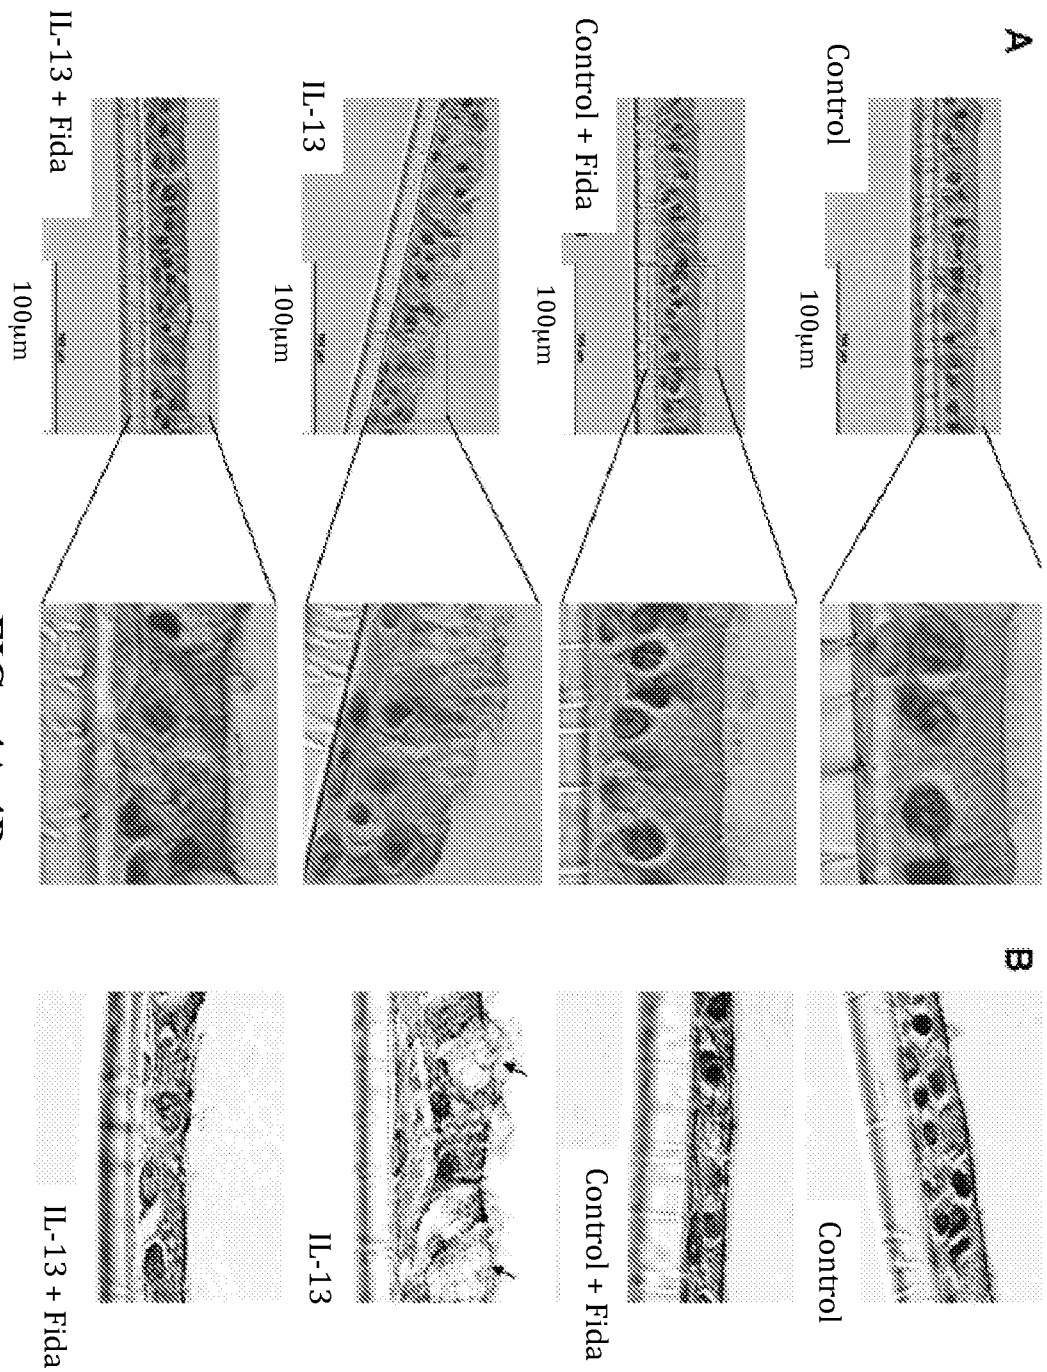 A
Control
100μm
Control + Fida
100μm
IL-13
100μm
IL-13 + Fida
100μm
B
Control
Control + Fida
IL-13
IL-13 + Fida